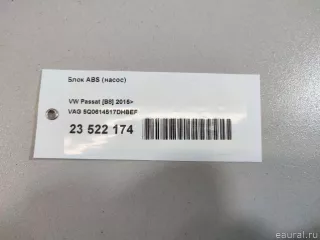 Блок ABS (насос)
VW Passat [B8] 2015>
VAG 5Q0614517DHBEF
23 522 174
eaural.ru